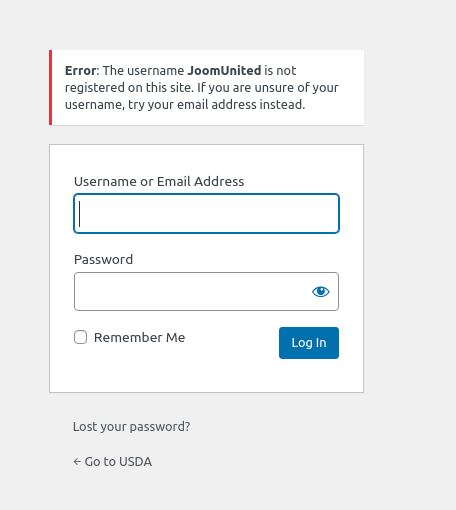 Error: The username JoomUnited is not
registered on this site. If you are unsure of your
username, try your email address instead.
Username or Email Address
Password
Remember Me
Log In
Lost your password?
← Go to USDA